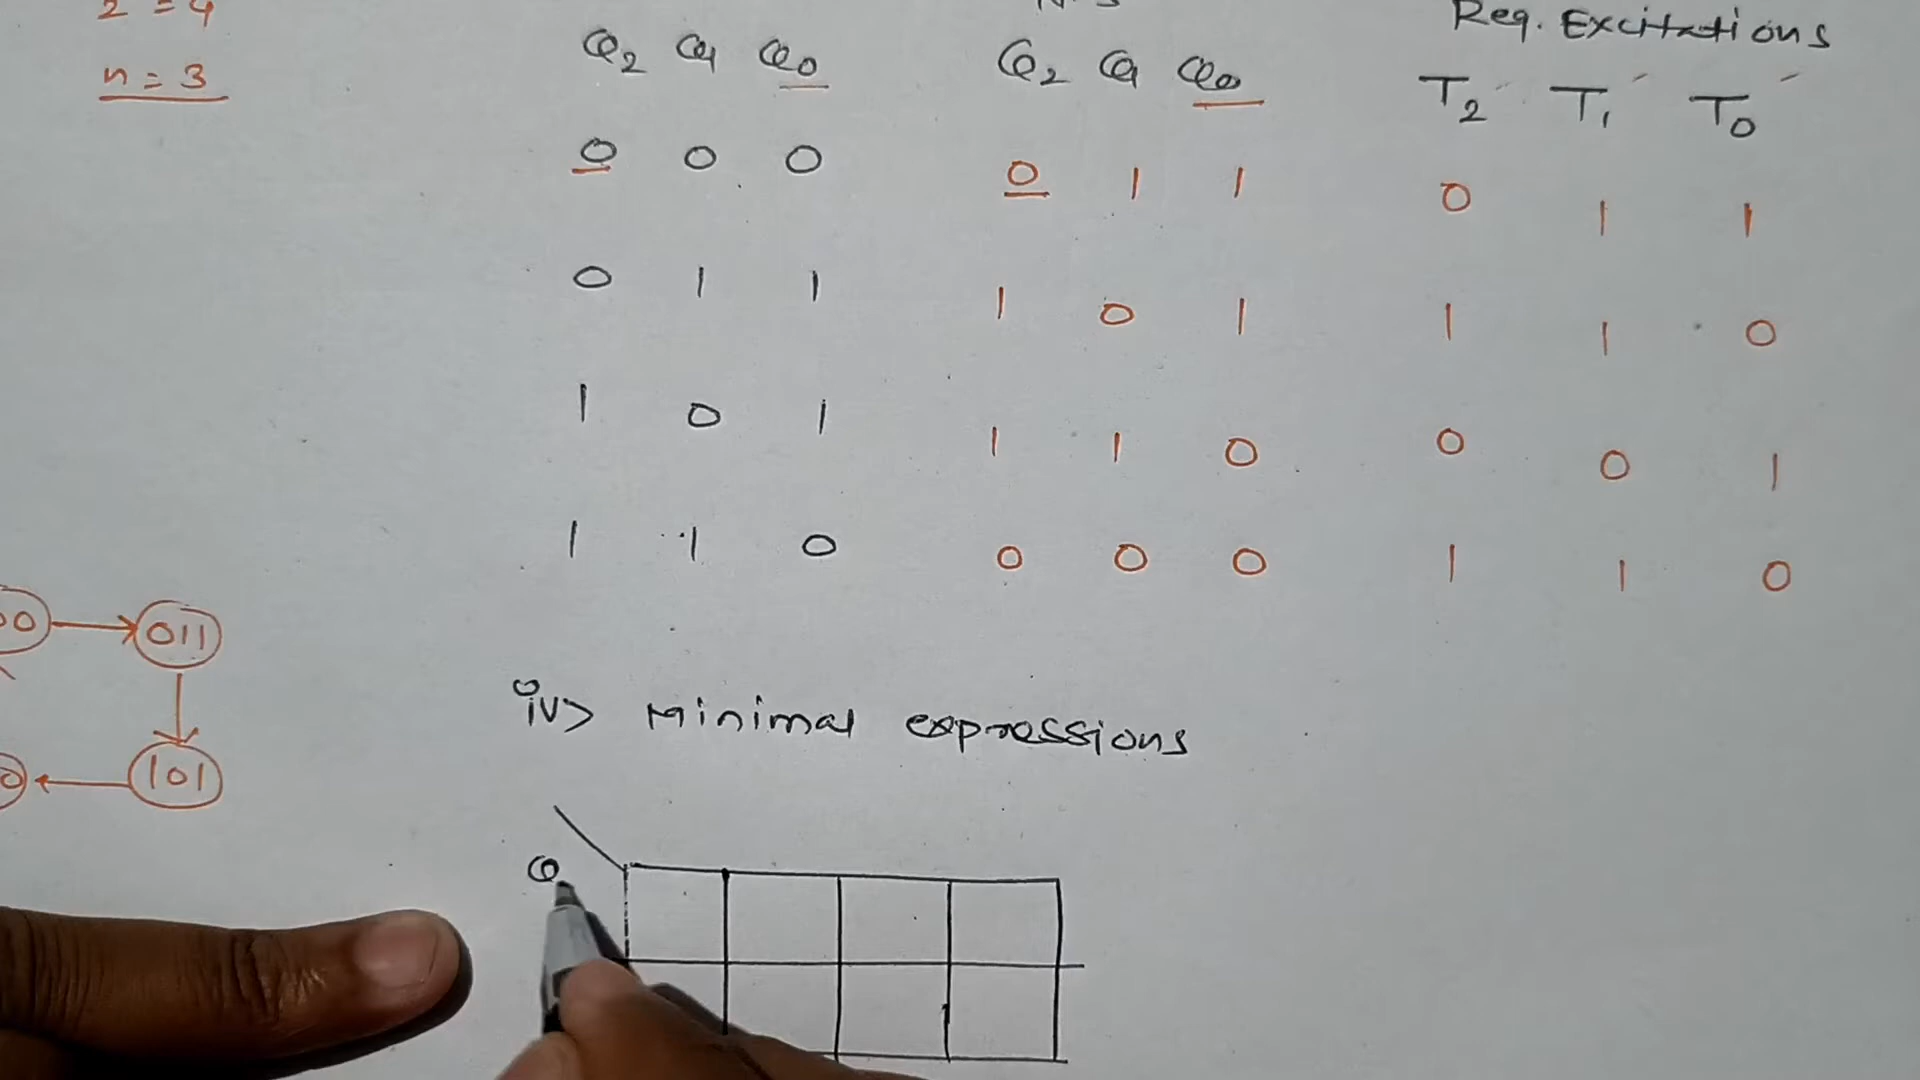 2 = 4
n = 3
Req. Excitations
Q2 Q1 Q0 Q2 Q1 Q0 T2 T1 T0
0 0 0 0 1 1 0 1 1
0 1 1 1 0 1 1 1 0
1 0 1 1 1 0 0 0 1
1 1 0 0 0 0 1 1 0
011
101
iv> Minimal expressions
Q